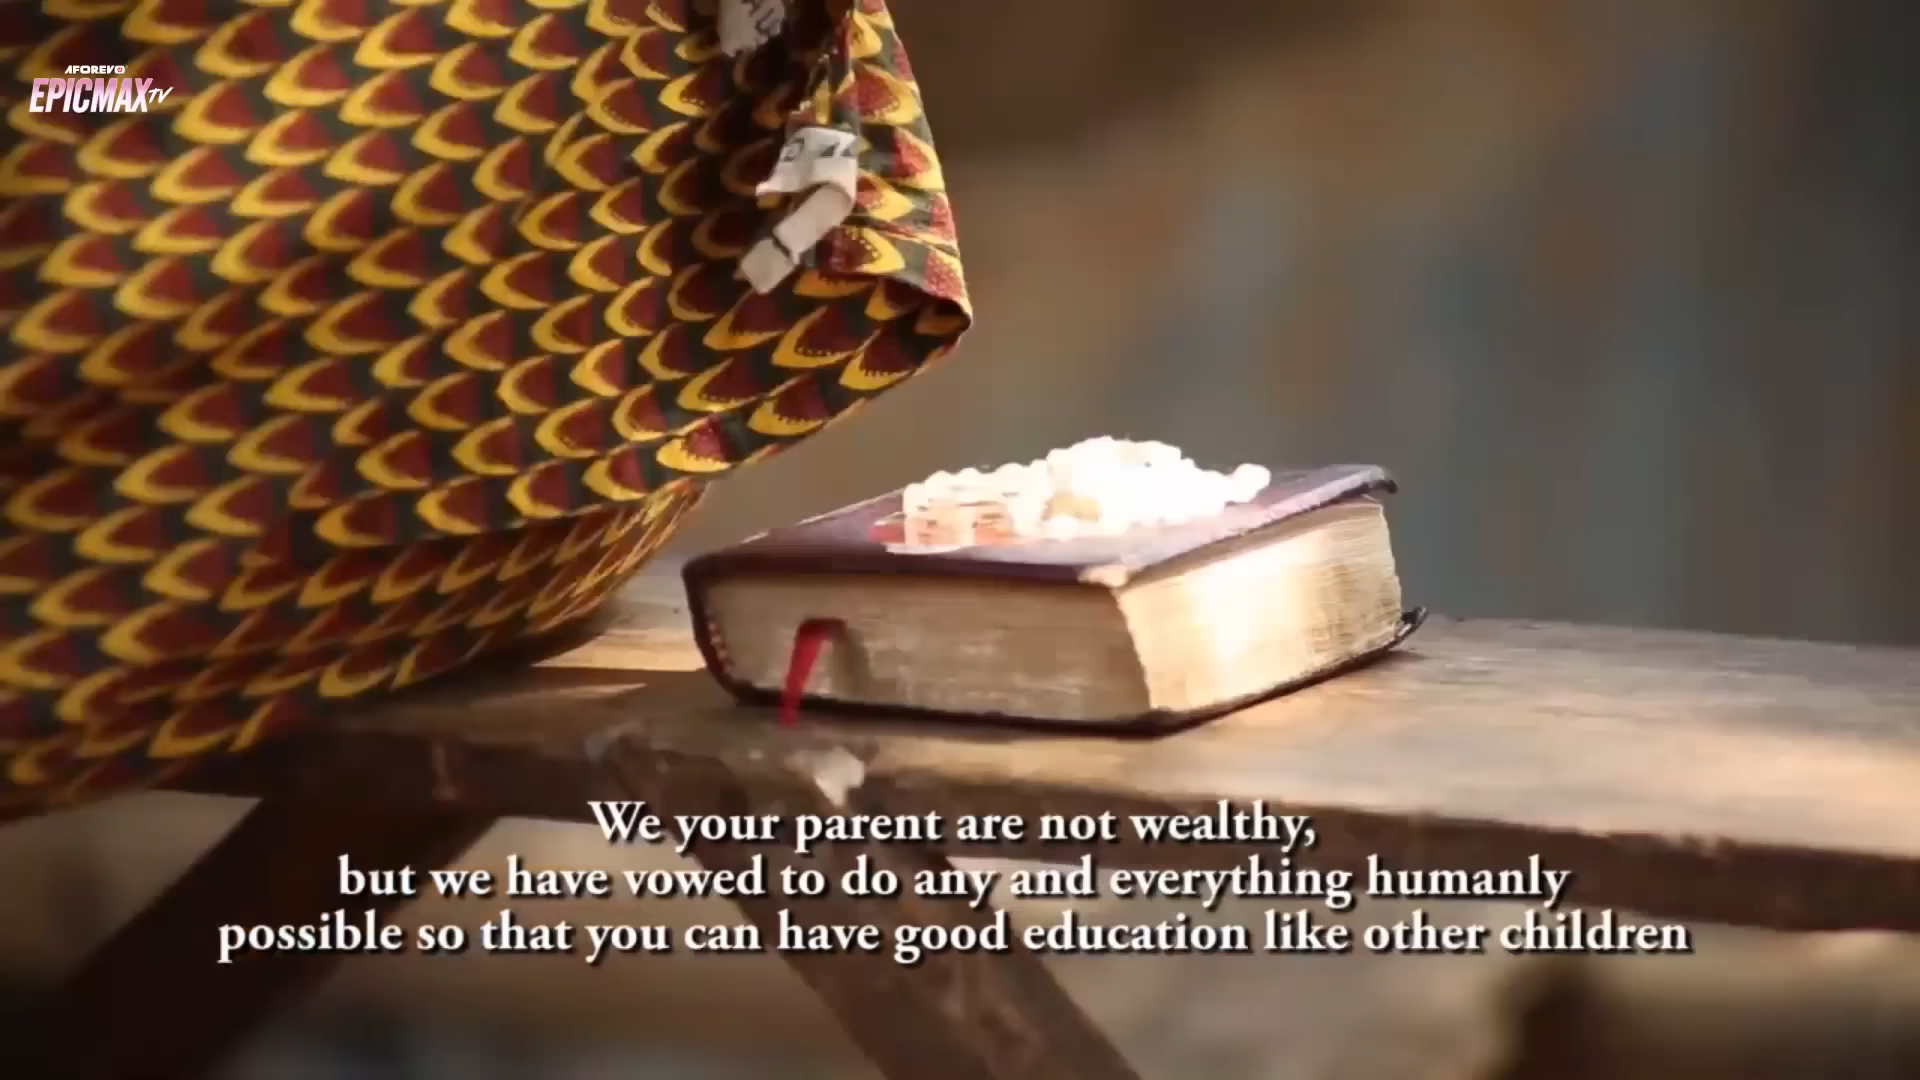 AFOREVO
EPICMAX TV
We your parent are not wealthy,
but we have vowed to do any and everything humanly
possible so that you can have good education like other children